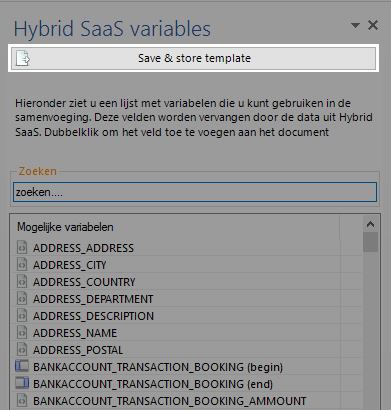 Hybrid SaaS variables
Save & store template
Hieronder ziet u een lijst met variabelen die u kunt gebruiken in de
samenvoeging. Deze velden worden vervangen door de data uit Hybrid
SaaS. Dubbelklik om het veld toe te voegen aan het document
Zoeken
zoeken....
Mogelijke variabelen
ADDRESS_ADDRESS
ADDRESS_CITY
ADDRESS_COUNTRY
ADDRESS_DEPARTMENT
ADDRESS_DESCRIPTION
ADDRESS_NAME
ADDRESS_POSTAL
BANKACCOUNT_TRANSACTION_BOOKING (begin)
BANKACCOUNT_TRANSACTION_BOOKING (end)
BANKACCOUNT_TRANSACTION_BOOKING_AMMOUNT